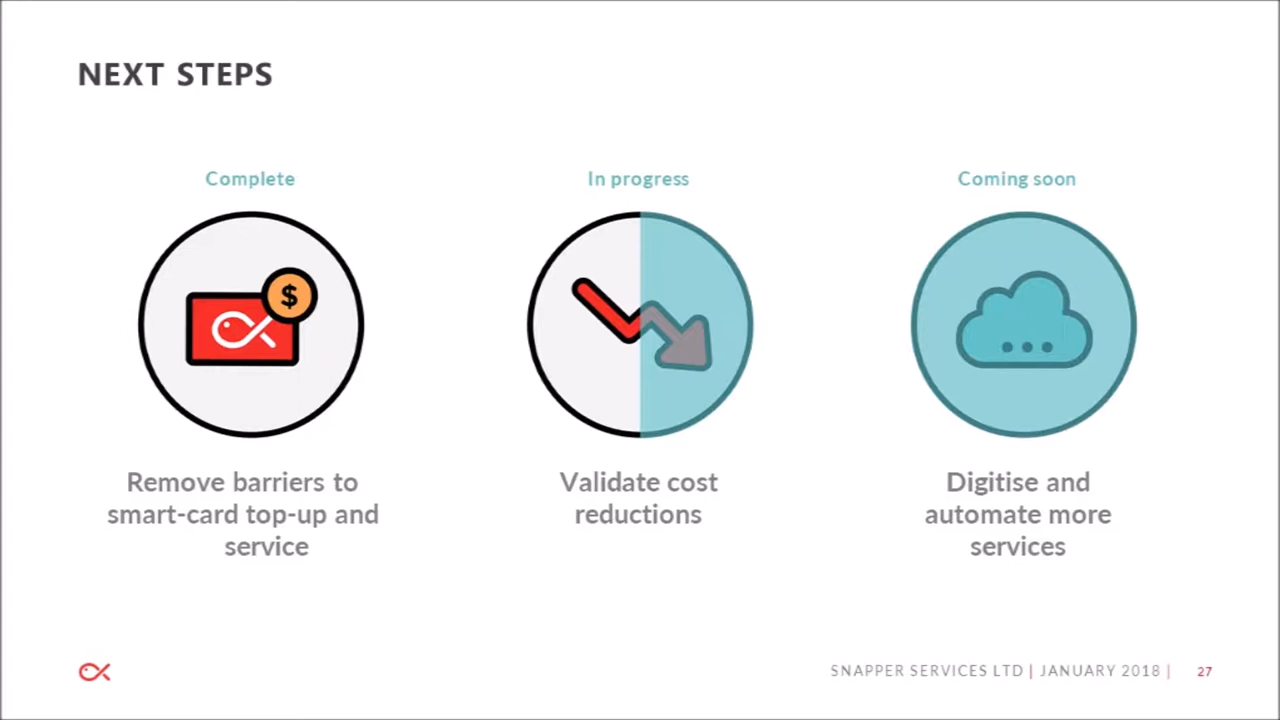 NEXT STEPS
Complete
In progress
Coming soon
$
Remove barriers to
smart-card top-up and
service
Validate cost
reductions
Digitise and
automate more
services
SNAPPER SERVICES LTD | JANUARY 2018 | 27